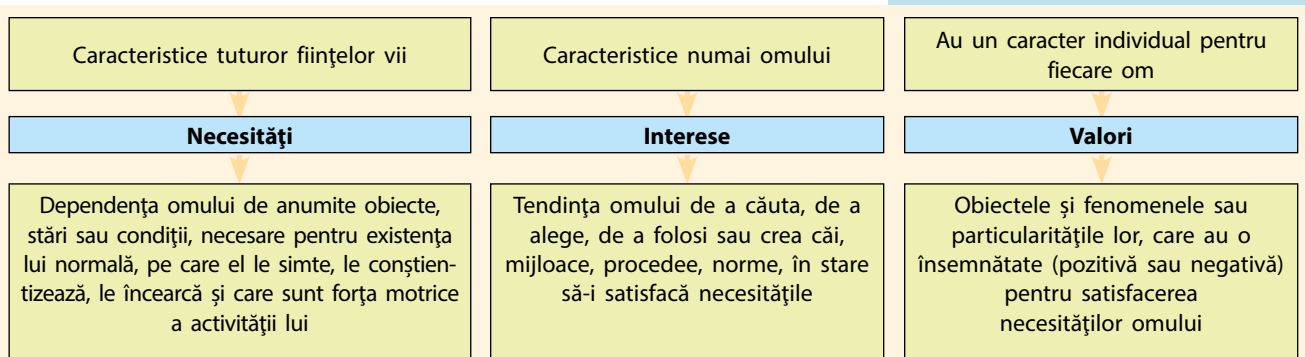 Caracteristice tuturor fiinţelor vii
Necesităţi
Dependenţa omului de anumite obiecte,
stări sau condiţii, necesare pentru existenţa
lui normală, pe care el le simte, le conştien-
tizează, le încearcă şi care sunt forţa motrice
a activităţii lui
Caracteristice numai omului
Interese
Tendinţa omului de a căuta, de a
alege, de a folosi sau crea căi,
mijloace, procedee, norme, în stare
să-i satisfacă necesităţile
Au un caracter individual pentru
fiecare om
Valori
Obiectele şi fenomenele sau
particularităţile lor, care au o
însemnătate (pozitivă sau negativă)
pentru satisfacerea
necesităţilor omului